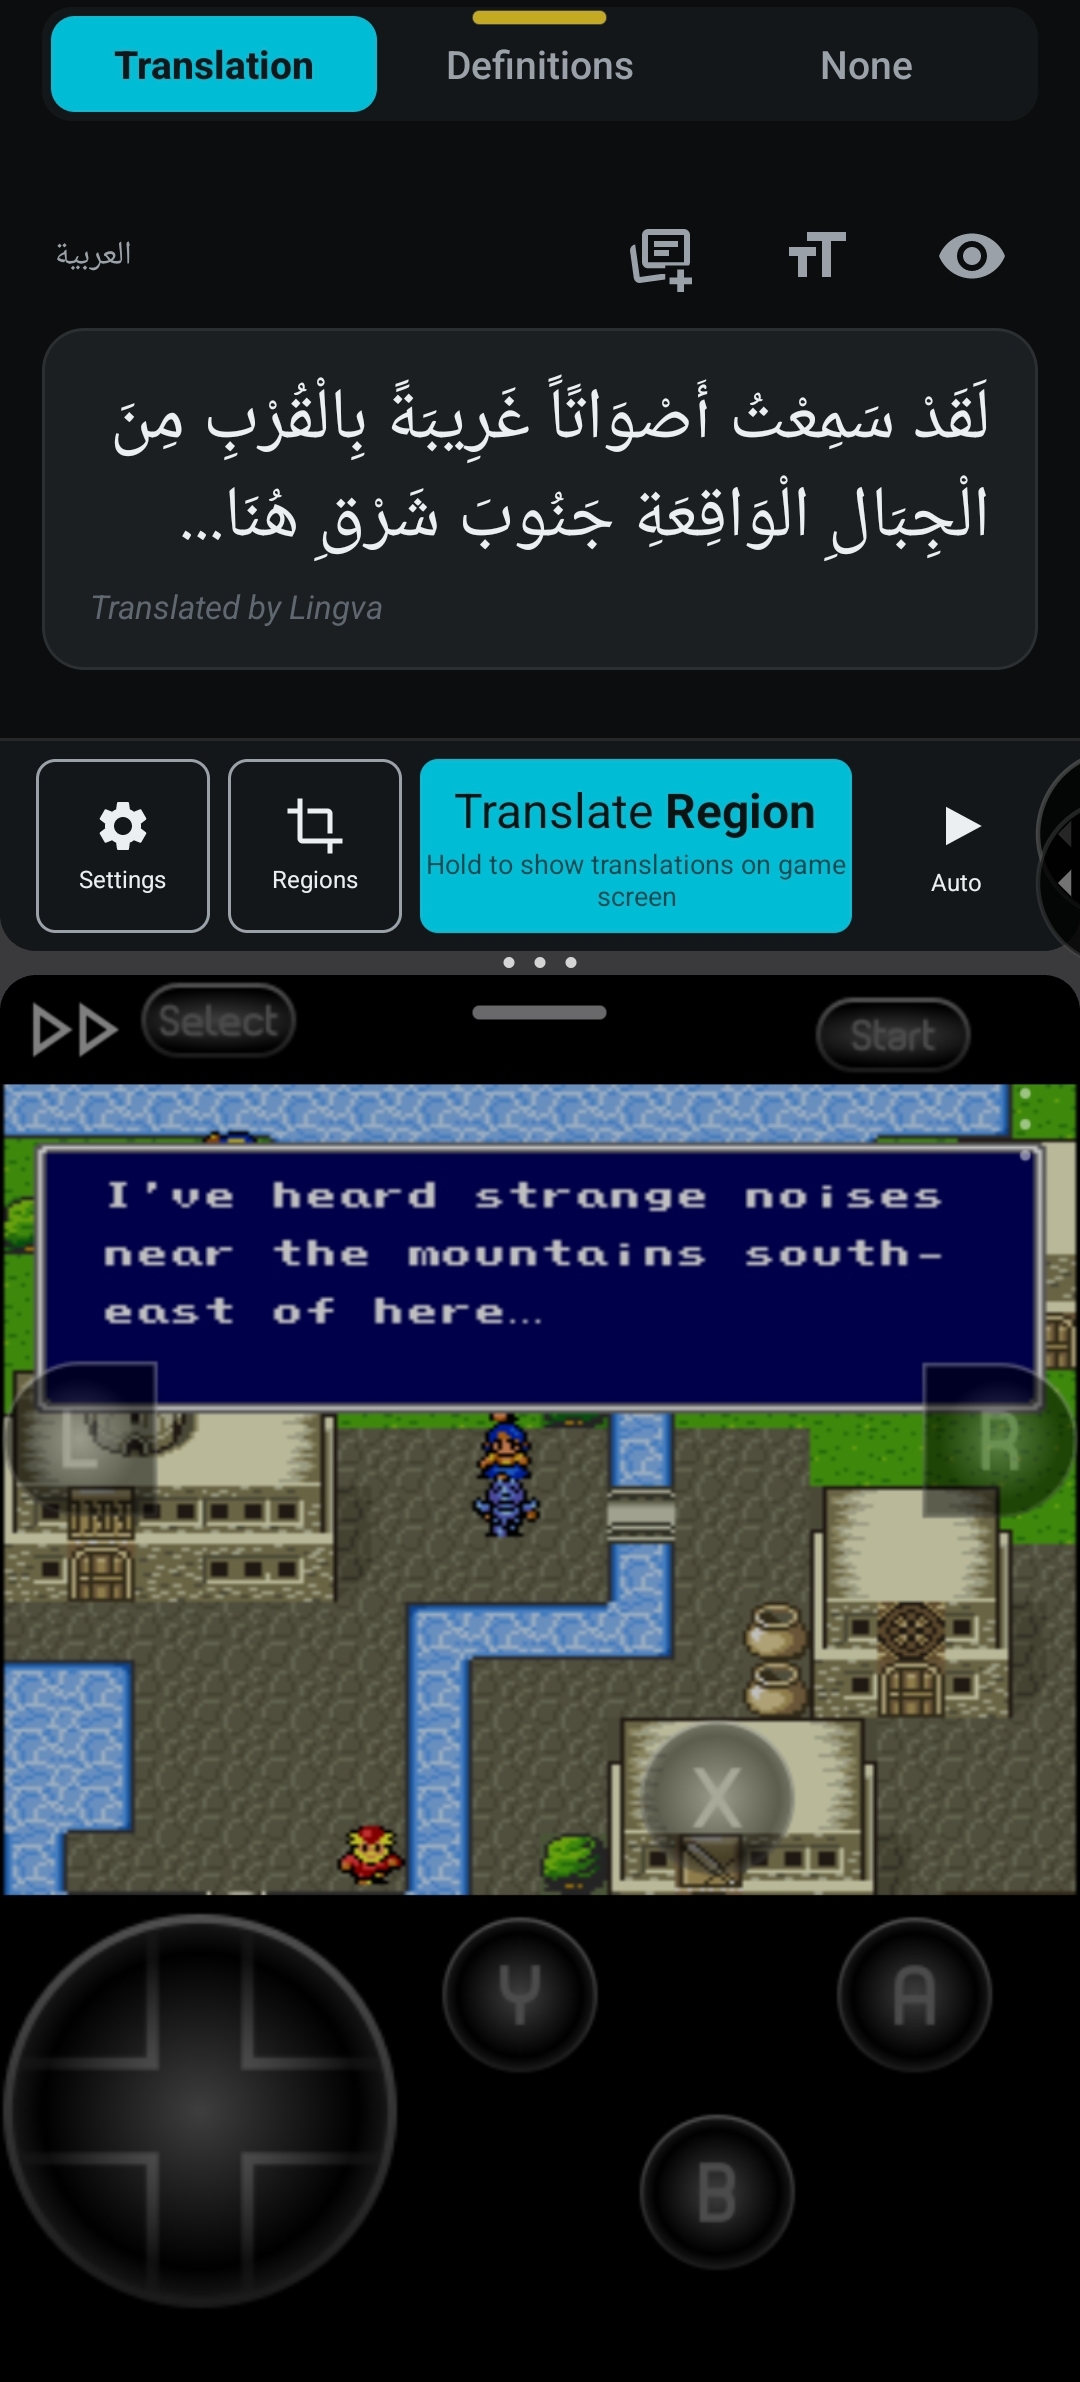 Translation
Definitions
None
العربية
لَقَدْ سَمِعْتُ أَصْوَاتًاً غَرِيبَةً بِالْقُرْبِ مِنَ
الْجِبَالِ الْوَاقِعَةِ جَنُوبَ شَرْقِ هُنَا...
Translated by Lingva
Settings
Regions
Translate Region
Hold to show translations on game
screen
Auto
Select
Start
I've heard strange noises
near the mountains south-
east of here...
L
R
X
Y
A
B